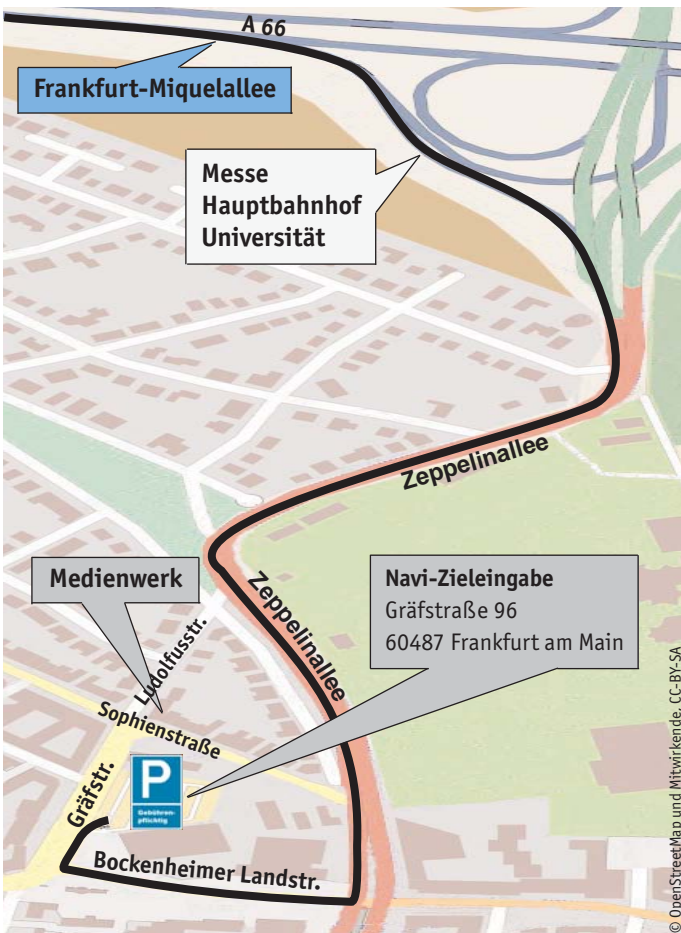 A 66
Frankfurt-Miquelallee
Messe
Hauptbahnhof
Universität
Zeppelinallee
Medienwerk
Navi-Zieleingabe
Gräfstraße 96
60487 Frankfurt am Main
Zeppelinallee
Ludolfusstr.
Sophienstraße
Gräfstr.
P
Gebühren-
pflichtig
Bockenheimer Landstr.
© OpenStreetMap und Mitwirkende, CC-BY-SA